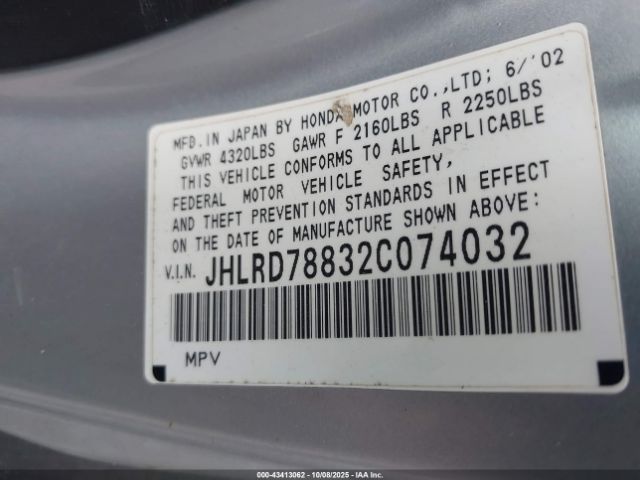 MFD. IN JAPAN BY HONDA MOTOR CO.,LTD; 6/'02
GVWR 4320LBS GAWR F 2160LBS R 2250LBS
THIS VEHICLE CONFORMS TO ALL APPLICABLE
FEDERAL MOTOR VEHICLE SAFETY,
AND THEFT PREVENTION STANDARDS IN EFFECT
ON THE DATE OF MANUFACTURE SHOWN ABOVE:
V.I.N. JHLRD78832C074032
MPV
000-43413062 - 10/08/2025 - IAAI.Inc.